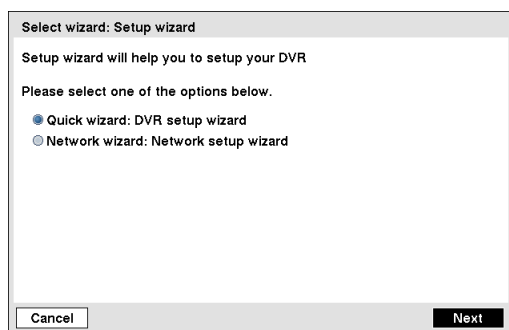 Select wizard: Setup wizard
Setup wizard will help you to setup your DVR
Please select one of the options below.
Quick wizard: DVR setup wizard
Network wizard: Network setup wizard
Cancel
Next